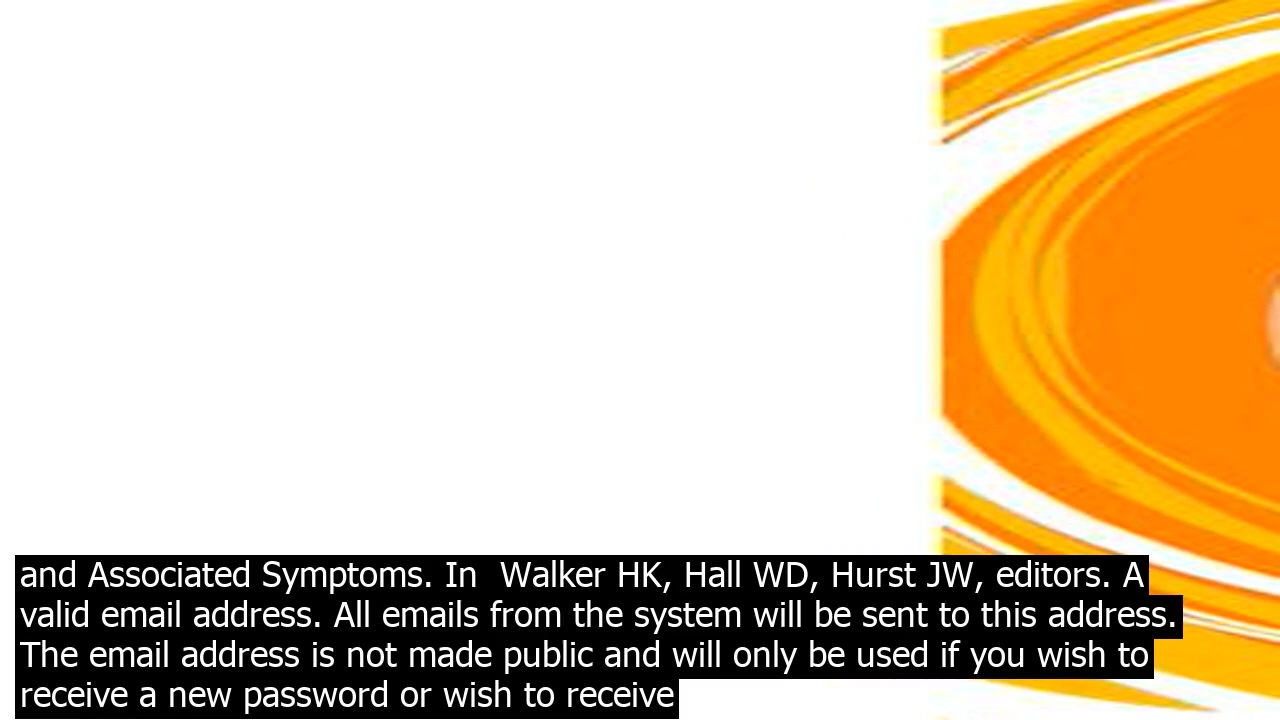 and Associated Symptoms. In  Walker HK, Hall WD, Hurst JW, editors. A
valid email address. All emails from the system will be sent to this address.
The email address is not made public and will only be used if you wish to
receive a new password or wish to receive